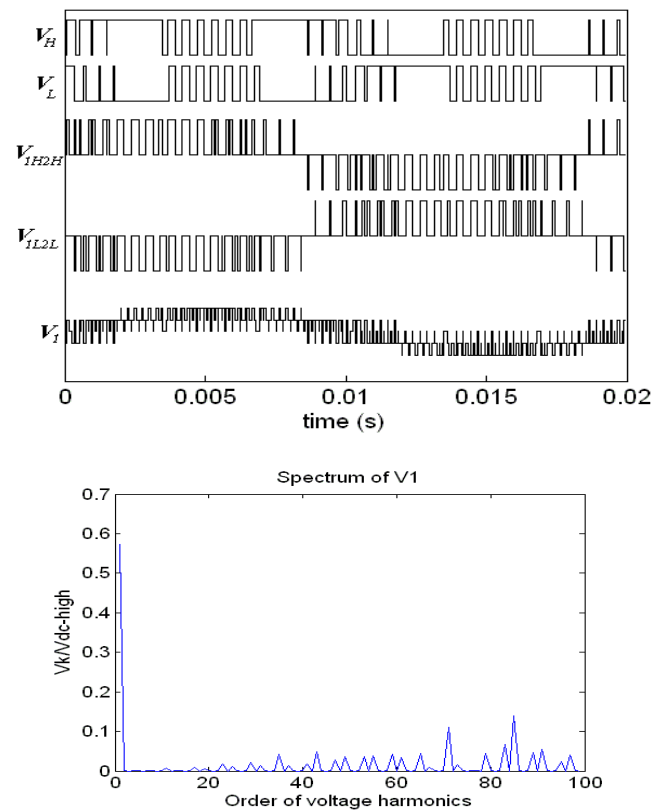 V_H
V_L
V_1H2H
V_1L2L
V_1
0 0.005 0.01 0.015 0.02
time (s)
Spectrum of V1
Vk/Vdc-high
0.7
0.6
0.5
0.4
0.3
0.2
0.1
0
0 20 40 60 80 100
Order of voltage harmonics